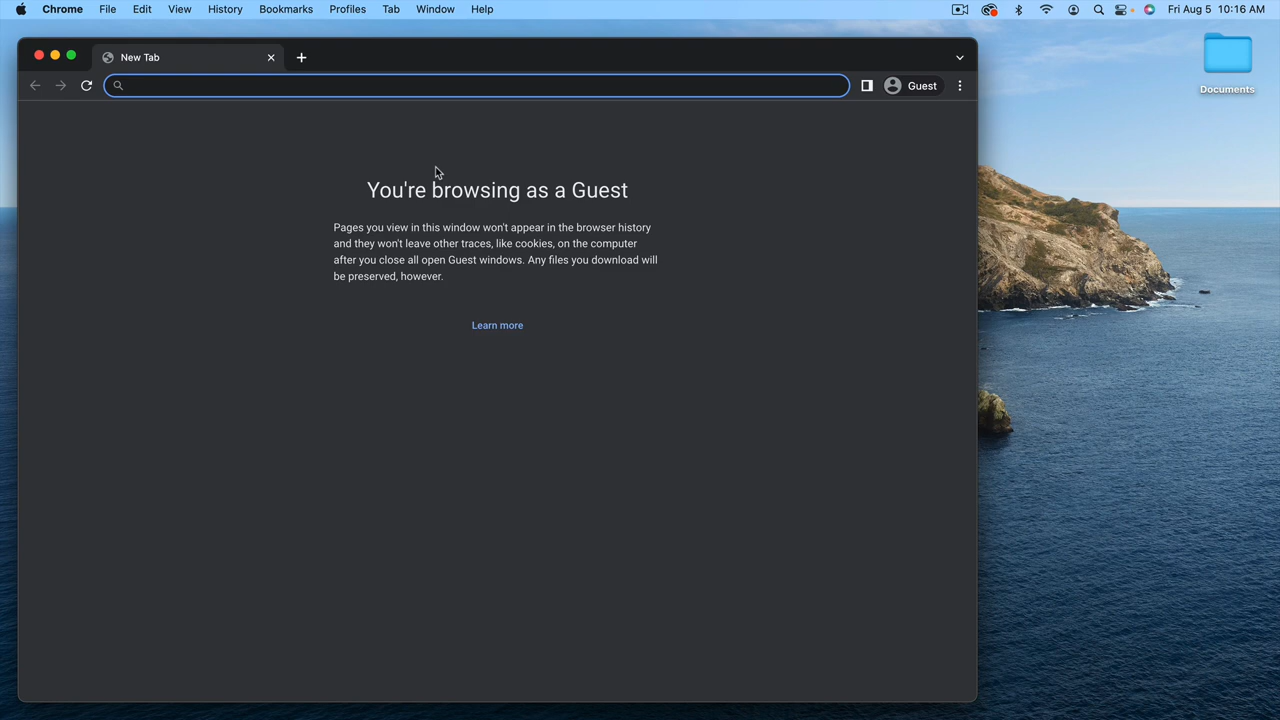 Chrome File Edit View History Bookmarks Profiles Tab Window Help Fri Aug 5 10:16 AM
New Tab
Guest
Documents
You're browsing as a Guest
Pages you view in this window won't appear in the browser history
and they won't leave other traces, like cookies, on the computer
after you close all open Guest windows. Any files you download will
be preserved, however.
Learn more